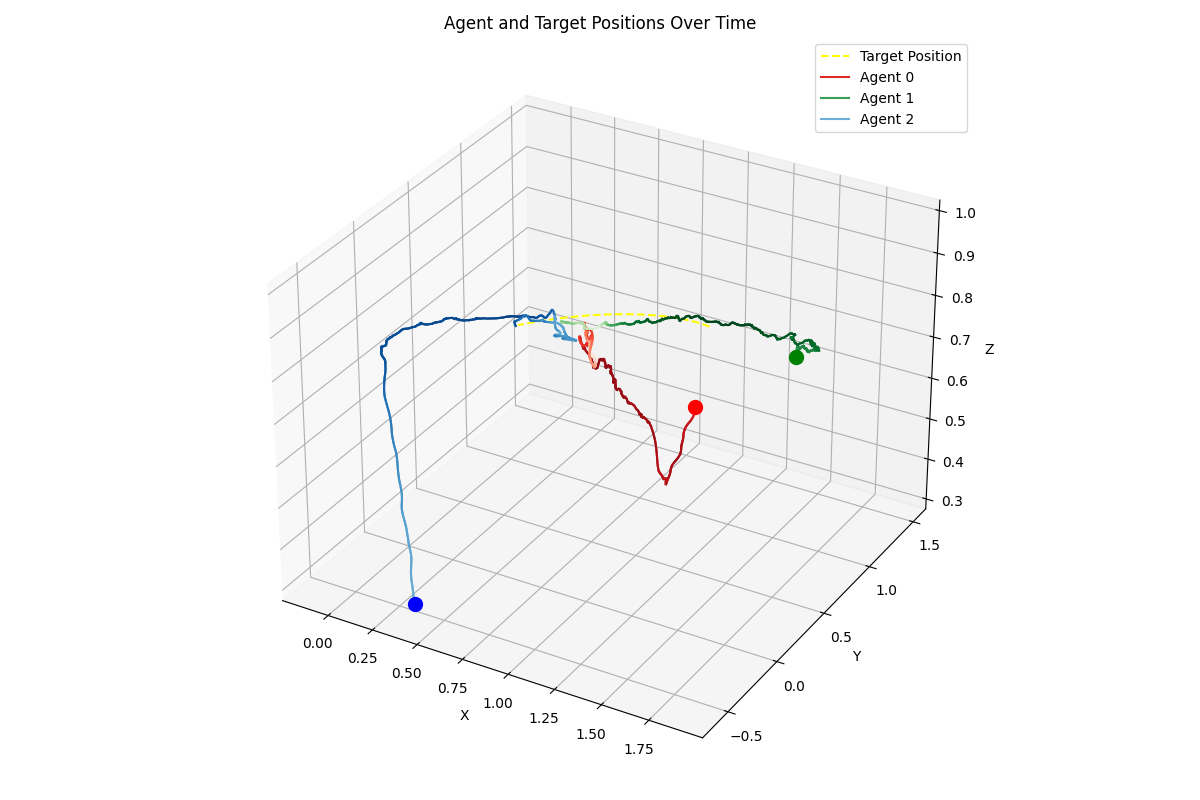 Agent and Target Positions Over Time
Target Position
Agent 0
Agent 1
Agent 2
1.0
0.9
0.8
0.7
Z
0.6
0.5
0.4
0.3
1.5
1.0
0.5
Y
0.0
−0.5
0.00
0.25
0.50
0.75
X
1.00
1.25
1.50
1.75